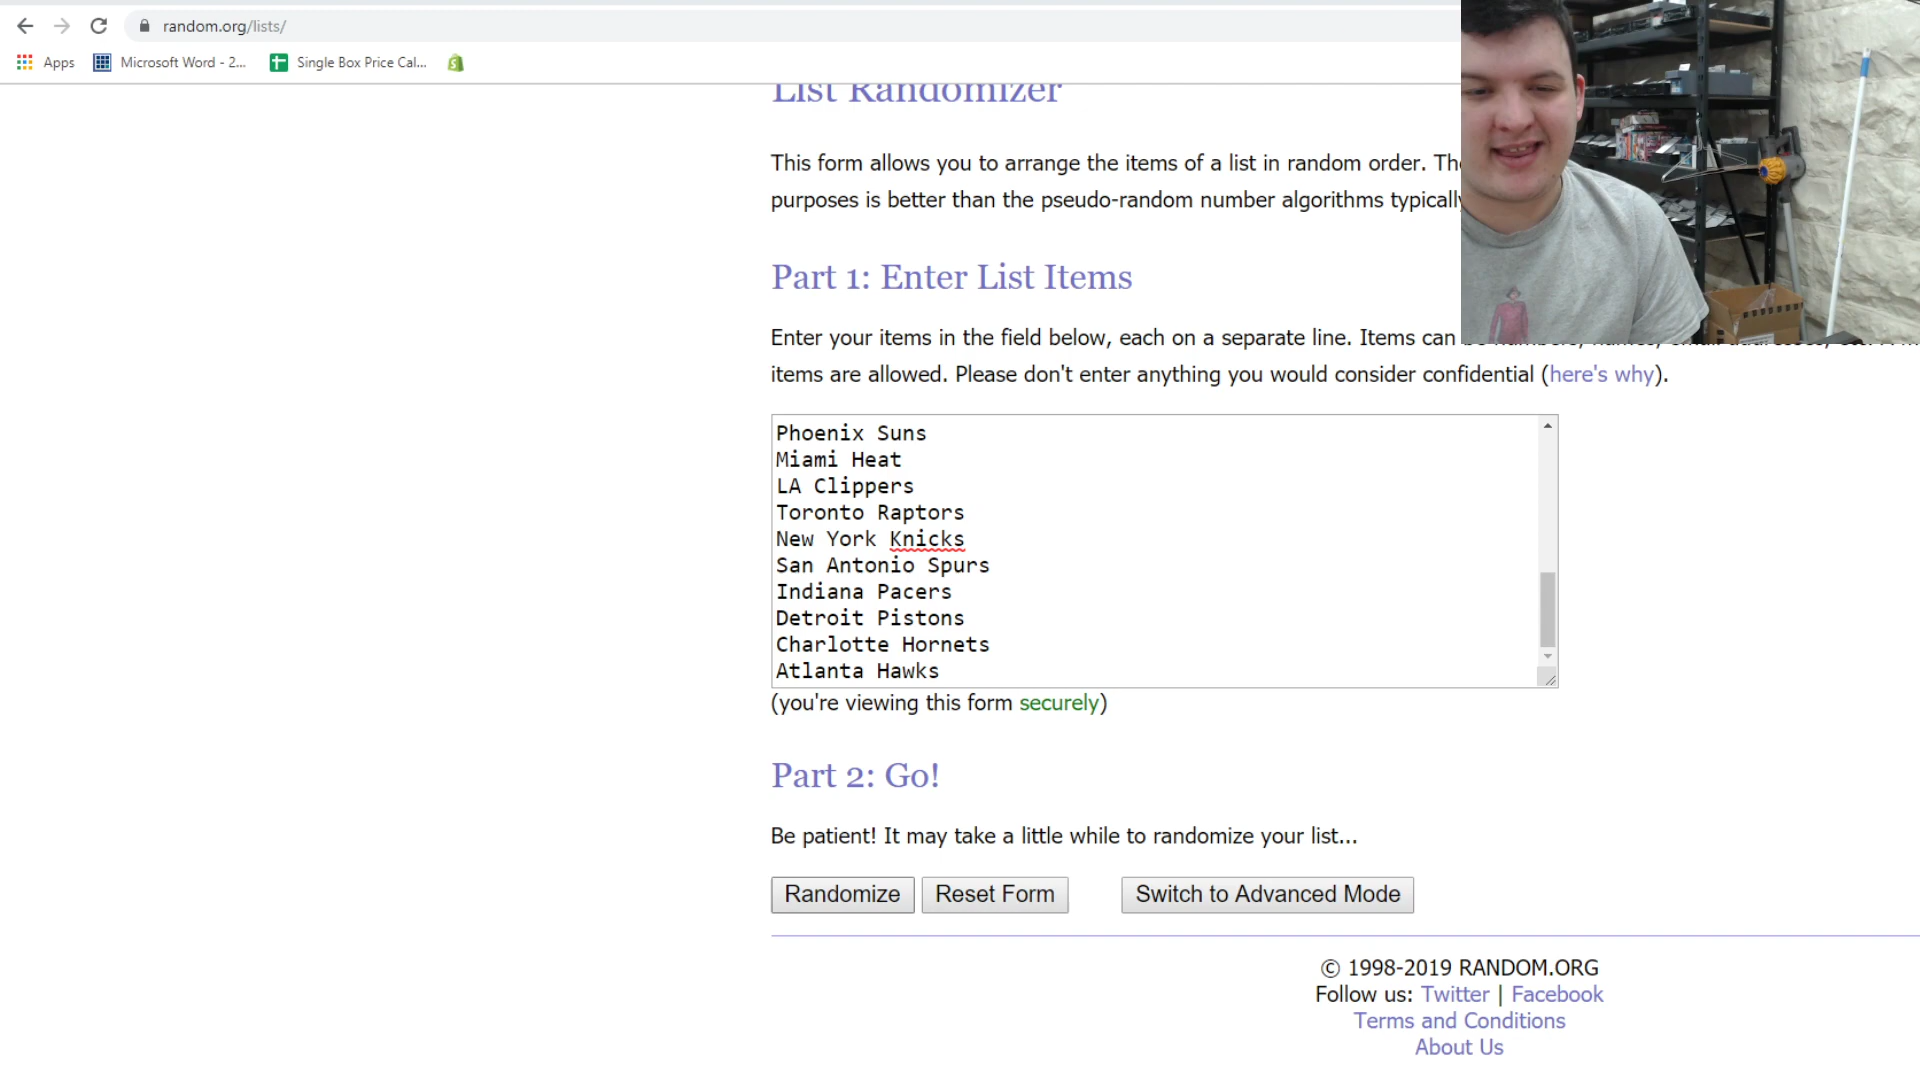 random.org/lists/
Apps Microsoft Word - 2... Single Box Price Cal...
List Randomizer
This form allows you to arrange the items of a list in random order. The
purposes is better than the pseudo-random number algorithms typically
Part 1: Enter List Items
Enter your items in the field below, each on a separate line. Items can be numbers, names, email addresses, etc.
items are allowed. Please don't enter anything you would consider confidential (here's why).
Phoenix Suns
Miami Heat
LA Clippers
Toronto Raptors
New York Knicks
San Antonio Spurs
Indiana Pacers
Detroit Pistons
Charlotte Hornets
Atlanta Hawks
(you're viewing this form securely)
Part 2: Go!
Be patient! It may take a little while to randomize your list...
Randomize Reset Form Switch to Advanced Mode
© 1998-2019 RANDOM.ORG
Follow us: Twitter | Facebook
Terms and Conditions
About Us